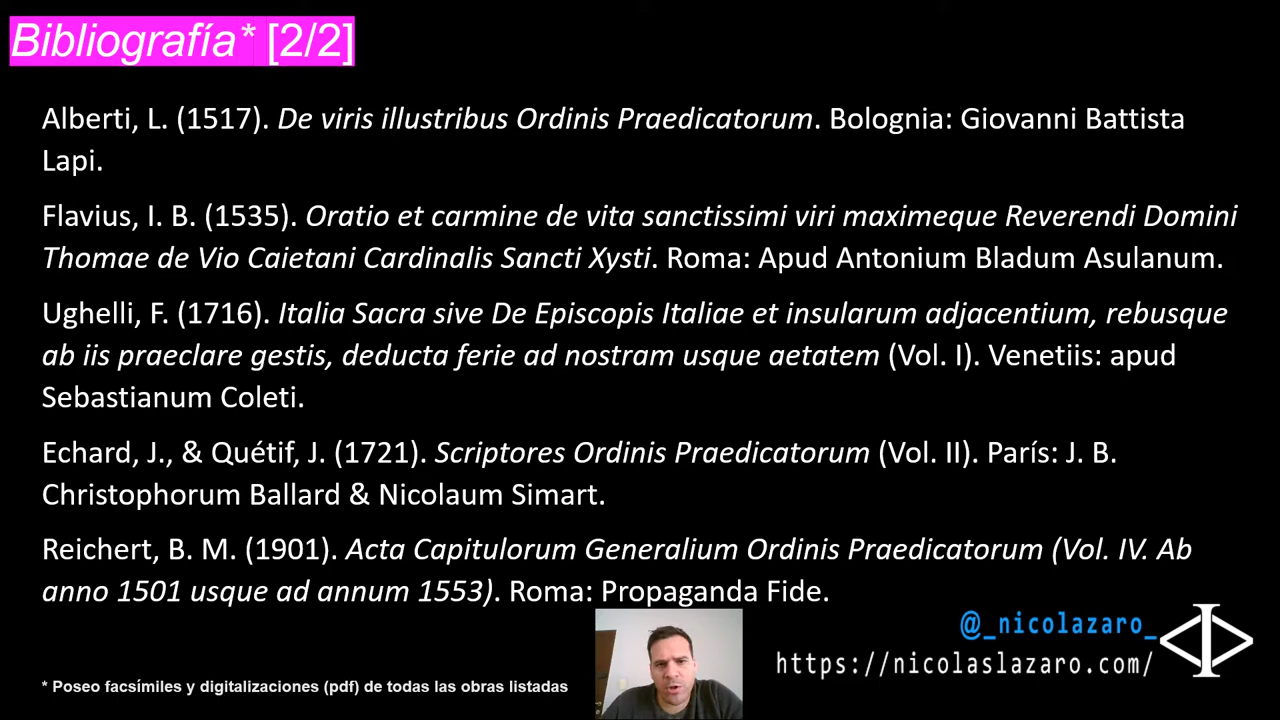 Bibliografía* [2/2]
Alberti, L. (1517). De viris illustribus Ordinis Praedicatorum. Bolognia: Giovanni Battista
Lapi.
Flavius, I. B. (1535). Oratio et carmine de vita sanctissimi viri maximeque Reverendi Domini
Thomae de Vio Caietani Cardinalis Sancti Xysti. Roma: Apud Antonium Bladum Asulanum.
Ughelli, F. (1716). Italia Sacra sive De Episcopis Italiae et insularum adjacentium, rebusque
ab iis praeclare gestis, deducta ferie ad nostram usque aetatem (Vol. I). Venetiis: apud
Sebastianum Coleti.
Echard, J., & Quétif, J. (1721). Scriptores Ordinis Praedicatorum (Vol. II). París: J. B.
Christophorum Ballard & Nicolaum Simart.
Reichert, B. M. (1901). Acta Capitulorum Generalium Ordinis Praedicatorum (Vol. IV. Ab
anno 1501 usque ad annum 1553). Roma: Propaganda Fide.
@_nicolazaro_
https://nicolaslazaro.com/
* Poseo facsímiles y digitalizaciones (pdf) de todas las obras listadas